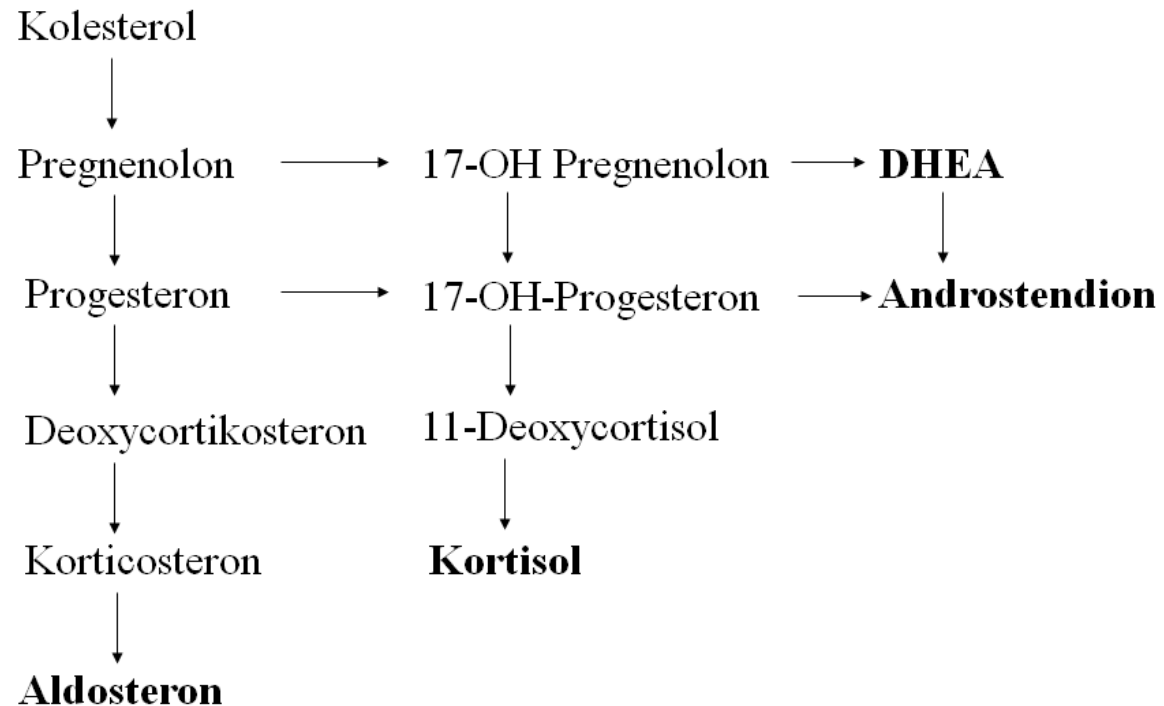 Kolesterol
Pregnenolon 17-OH Pregnenolon DHEA
Progesteron 17-OH-Progesteron Androstendion
Deoxycortikosteron 11-Deoxycortisol
Korticosteron Kortisol
Aldosteron